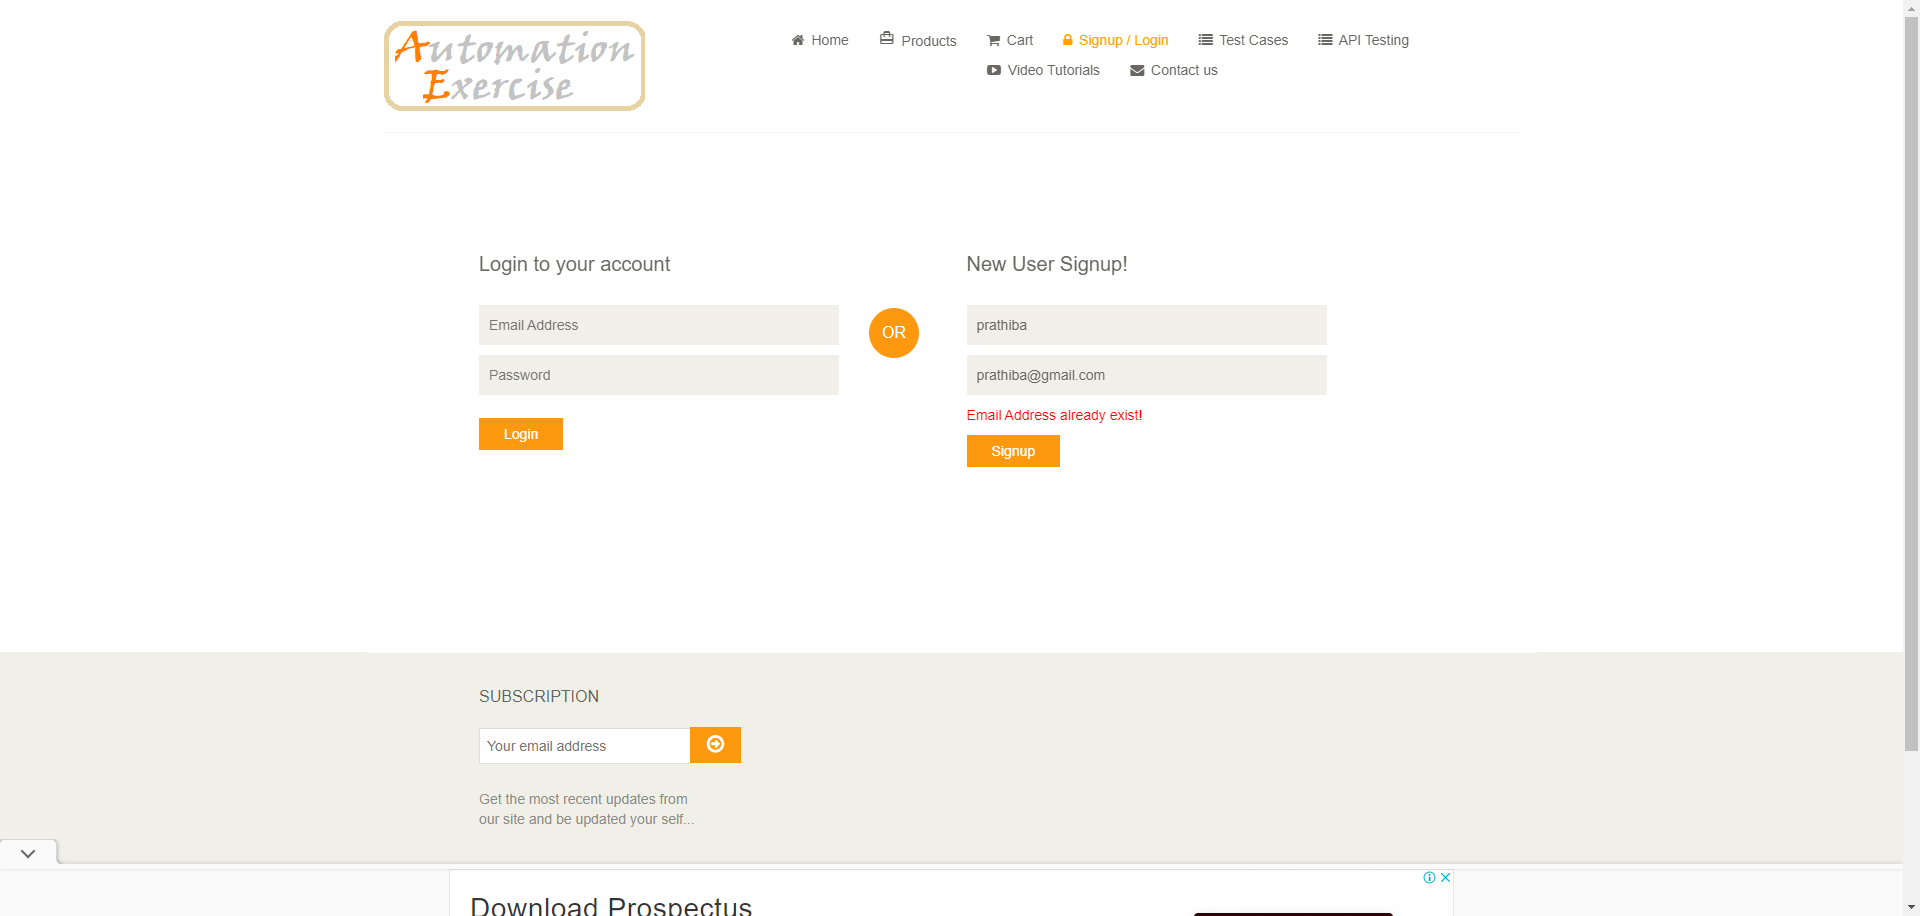 Automation
Exercise
Home
Products
Cart
Signup / Login
Test Cases
API Testing
Video Tutorials
Contact us
Login to your account
Email Address
Password
Login
OR
New User Signup!
prathiba
prathiba@gmail.com
Email Address already exist!
Signup
SUBSCRIPTION
Your email address
Get the most recent updates from
our site and be updated your self...
Download Prospectus